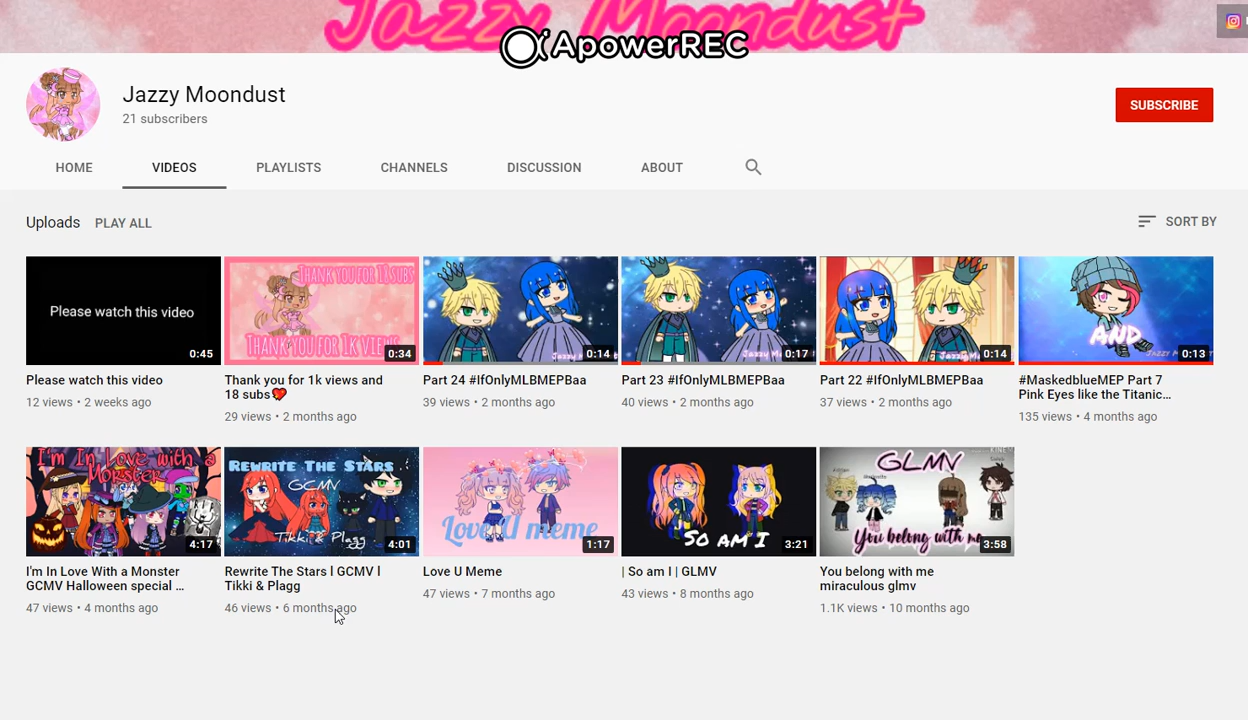 Jazzy Moondust
ApowerREC
Jazzy Moondust
21 subscribers
SUBSCRIBE
HOME VIDEOS PLAYLISTS CHANNELS DISCUSSION ABOUT
Uploads PLAY ALL SORT BY
Please watch this video
0:45
THANK YOU FOR 18 SUBS
THANK YOU FOR 1K VIEWS
0:34
0:14
0:17
0:14
AND
0:13
Please watch this video
12 views • 2 weeks ago
Thank you for 1k views and
18 subs❤
29 views • 2 months ago
Part 24 #IfOnlyMLBMEPBaa
39 views • 2 months ago
Part 23 #IfOnlyMLBMEPBaa
40 views • 2 months ago
Part 22 #IfOnlyMLBMEPBaa
37 views • 2 months ago
#MaskedblueMEP Part 7
Pink Eyes like the Titanic...
135 views • 4 months ago
I'm In Love with a
Monster
4:17
REWRITE THE STARS
GCMV
Tikki & Plagg
4:01
Love U meme
1:17
SO AM I
3:21
GLMV
You belong with me
3:58
I'm In Love With a Monster
GCMV Halloween special ...
47 views • 4 months ago
Rewrite The Stars l GCMV l
Tikki & Plagg
46 views • 6 months ago
Love U Meme
47 views • 7 months ago
| So am I | GLMV
43 views • 8 months ago
You belong with me
miraculous glmv
1.1K views • 10 months ago